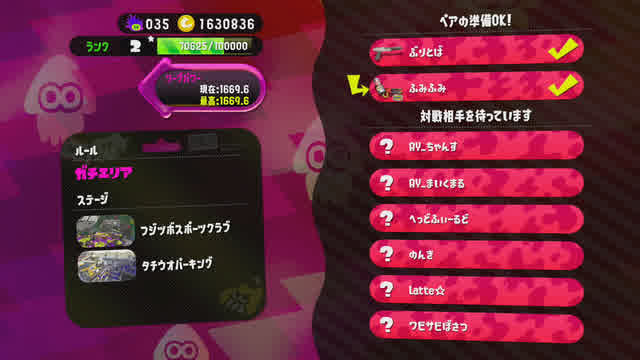 035 1630836
ランク 2 70625/100000
リーグパワー
現在:1669.6
最高:1669.6
ルール
ガチエリア
ステージ
フジツボスポーツクラブ
タチウオパーキング
ペアの準備OK!
ぷりとば
ふみふみ
対戦相手を待っています
? AY_ちゃんす
? AY_まいくまる
? へっどふぃーるど
? のんき
? Latte☆
? ワモサモぼさつ